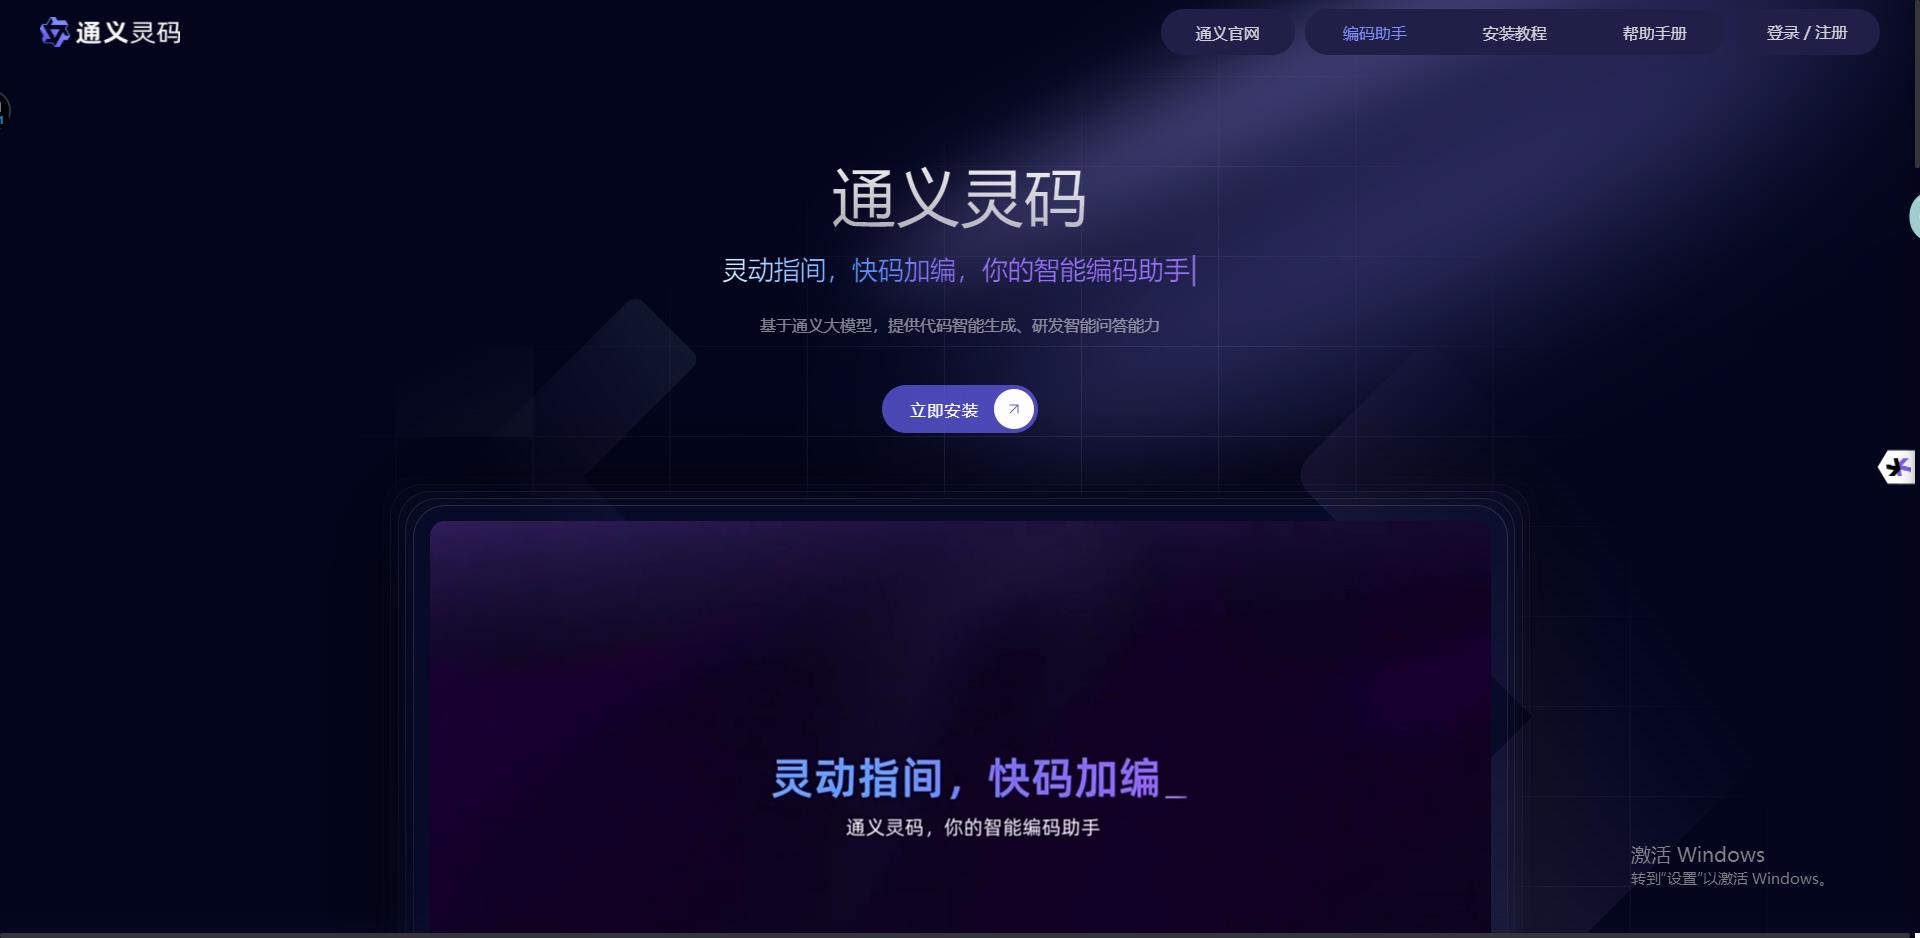 通义灵码
通义官网
编码助手
安装教程
帮助手册
登录 / 注册
通义灵码
灵动指间，快码加编，你的智能编码助手
基于通义大模型，提供代码智能生成、研发智能问答能力
立即安装
灵动指间，快码加编_
通义灵码，你的智能编码助手
激活 Windows
转到“设置”以激活 Windows。